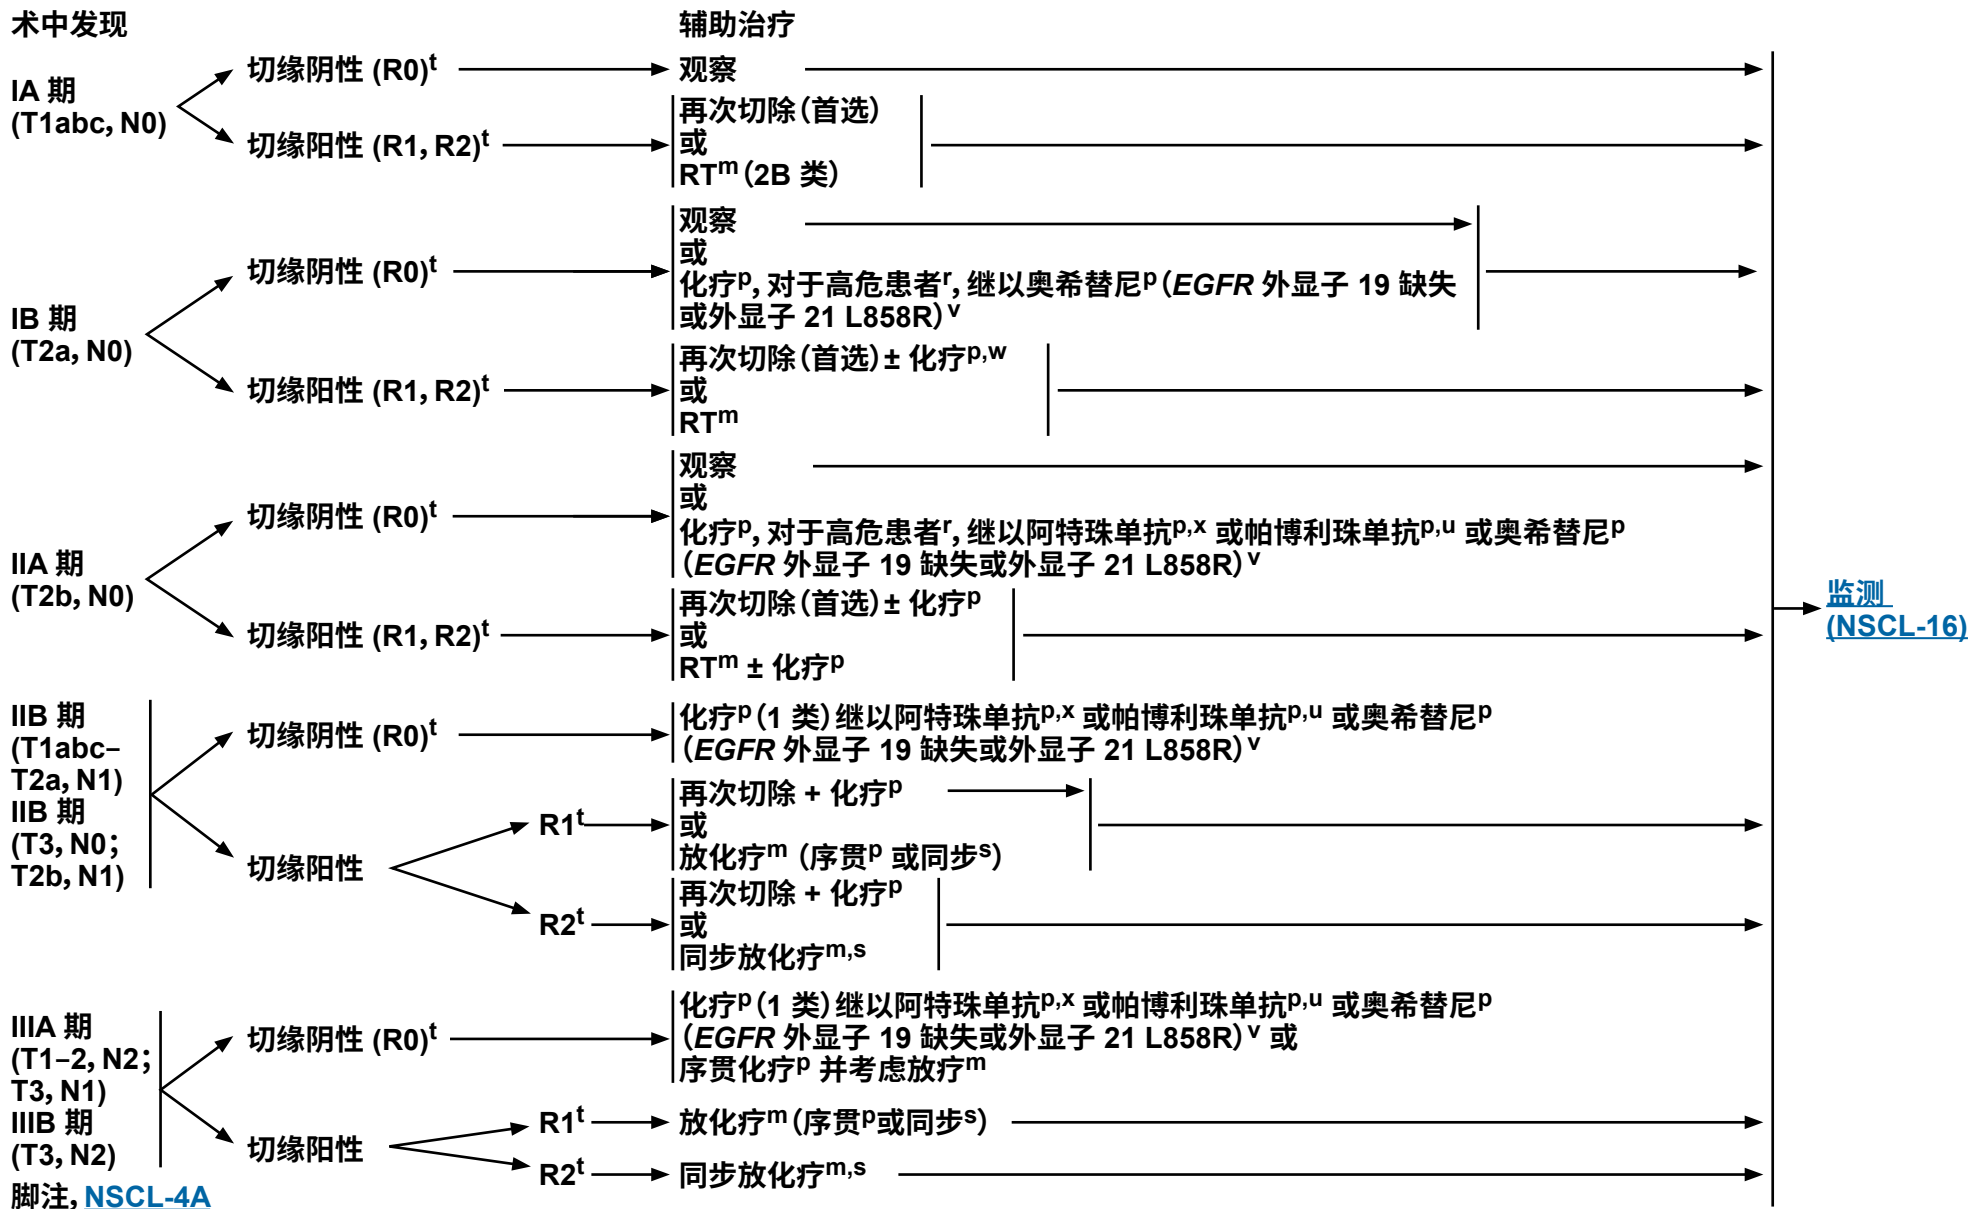 术中发现
辅助治疗
IA 期
(T1abc, N0)
切缘阴性 (R0)t
观察
切缘阳性 (R1, R2)t
再次切除（首选）
或
RTm（2B 类）
IB 期
(T2a, N0)
切缘阴性 (R0)t
观察
或
化疗p，对于高危患者r，继以奥希替尼p（EGFR 外显子 19 缺失
或外显子 21 L858R）v
切缘阳性 (R1, R2)t
再次切除（首选）± 化疗p,w
或
RTm
IIA 期
(T2b, N0)
切缘阴性 (R0)t
观察
或
化疗p，对于高危患者r，继以阿特珠单抗p,x 或帕博利珠单抗p,u 或奥希替尼p
（EGFR 外显子 19 缺失或外显子 21 L858R）v
切缘阳性 (R1, R2)t
再次切除（首选）± 化疗p
或
RTm ± 化疗p
监测
(NSCL-16)
IIB 期
(T1abc–
T2a, N1)
IIB 期
(T3, N0；
T2b, N1)
切缘阴性 (R0)t
化疗p（1 类）继以阿特珠单抗p,x 或帕博利珠单抗p,u 或奥希替尼p
（EGFR 外显子 19 缺失或外显子 21 L858R）v
切缘阳性
R1t
再次切除 + 化疗p
或
放化疗m（序贯p 或同步s）
R2t
再次切除 + 化疗p
或
同步放化疗m,s
IIIA 期
(T1–2, N2；
T3, N1)
IIIB 期
(T3, N2)
切缘阴性 (R0)t
化疗p（1 类）继以阿特珠单抗p,x 或帕博利珠单抗p,u 或奥希替尼p
（EGFR 外显子 19 缺失或外显子 21 L858R）v 或
序贯化疗p 并考虑放疗m
切缘阳性
R1t
放化疗m（序贯p或同步s）
R2t
同步放化疗m,s
脚注，NSCL-4A